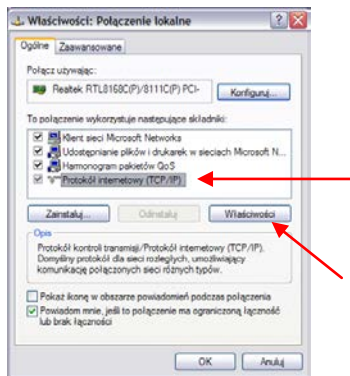 Właściwości: Połączenie lokalne
Ogólne Zaawansowane
Połącz używając:
Realtek RTL8168C(P)/8111C(P) PCI-
Konfiguruj...
To połączenie wykorzystuje następujące składniki:
Klient sieci Microsoft Networks
Udostępnianie plików i drukarek w sieciach Microsoft N...
Harmonogram pakietów QoS
Protokół internetowy (TCP/IP)
Zainstaluj... Odinstaluj Właściwości
Opis
Protokół kontroli transmisji/Protokół internetowy (TCP/IP).
Domyślny protokół dla sieci rozległych, umożliwiający
komunikację połączonych sieci różnych typów.
Pokaż ikonę w obszarze powiadomień podczas połączenia
Powiadom mnie, jeśli to połączenie ma ograniczoną łączność
lub brak łączności
OK Anuluj